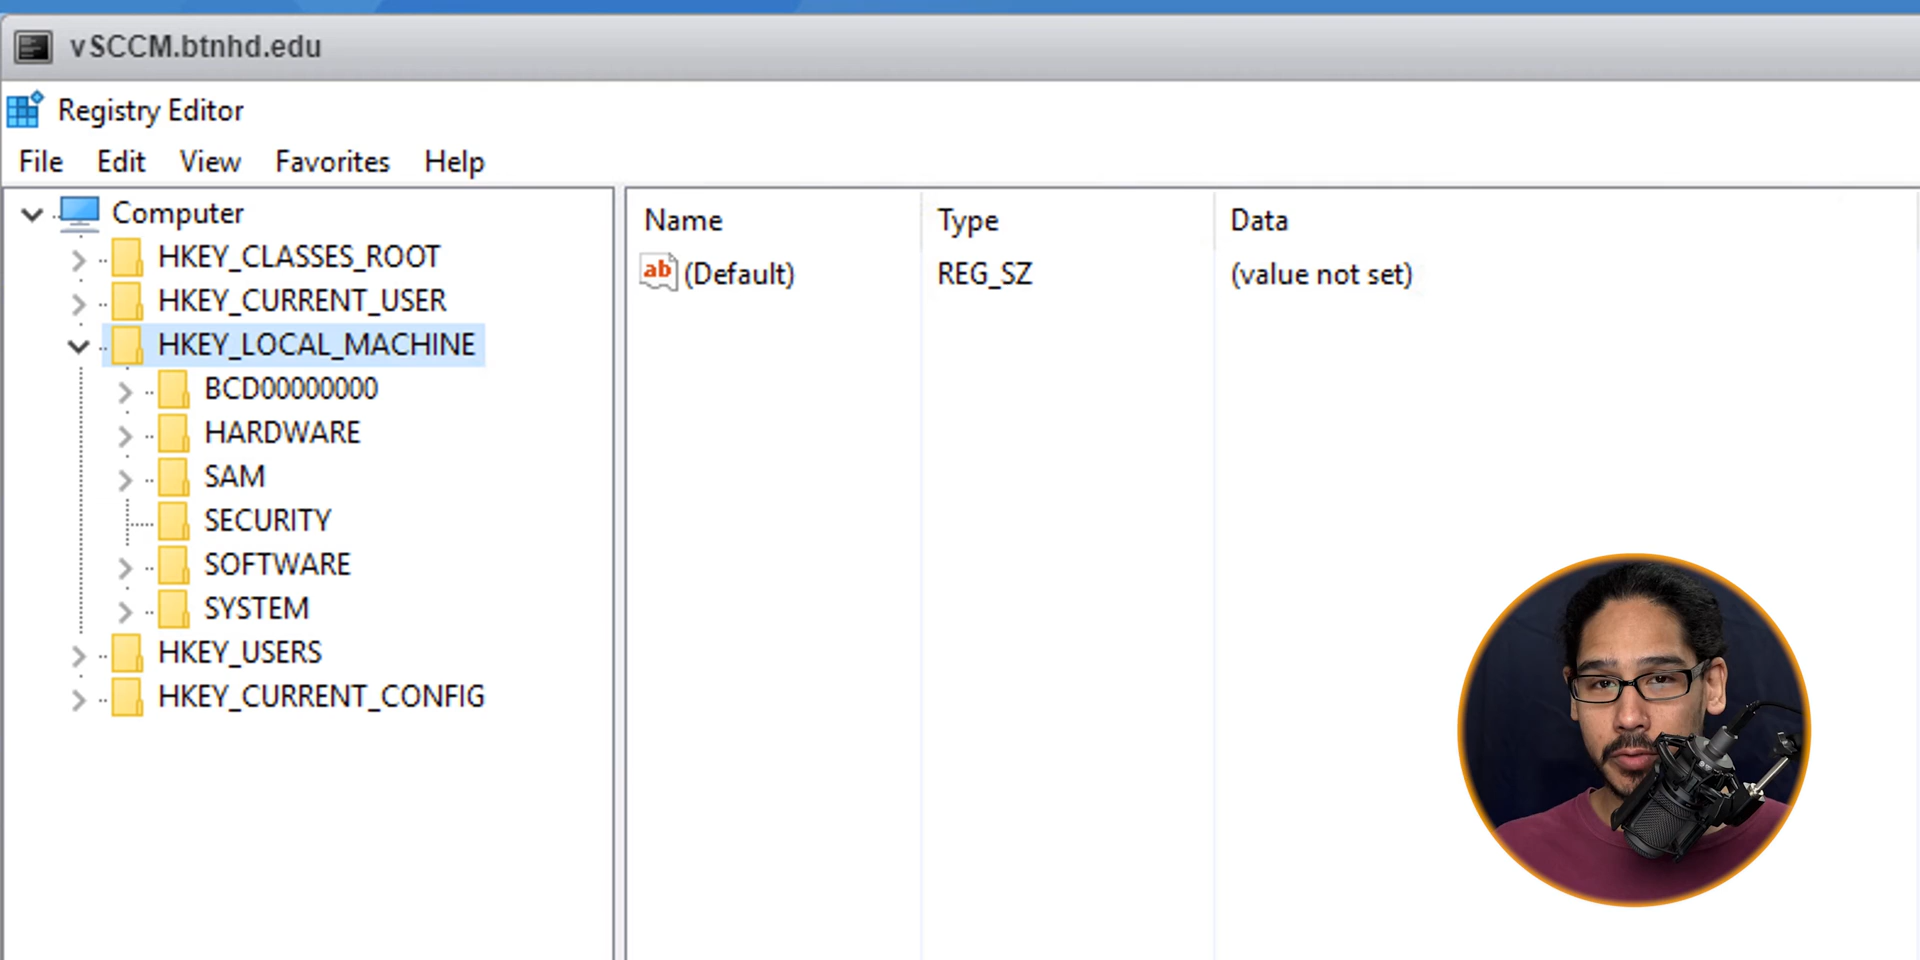 vSCCM.btnhd.edu
Registry Editor
File Edit View Favorites Help
Computer
HKEY_CLASSES_ROOT
HKEY_CURRENT_USER
HKEY_LOCAL_MACHINE
BCD00000000
HARDWARE
SAM
SECURITY
SOFTWARE
SYSTEM
HKEY_USERS
HKEY_CURRENT_CONFIG
Name Type Data
ab (Default) REG_SZ (value not set)